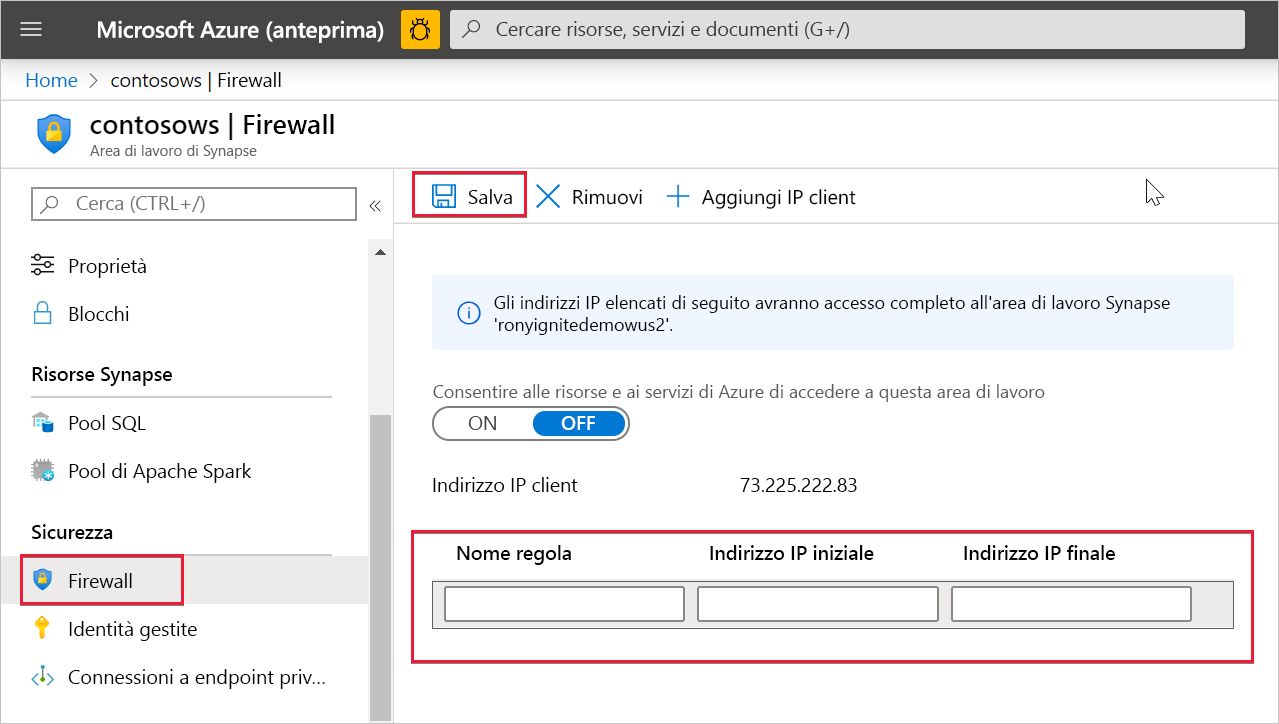 Microsoft Azure (anteprima)
Cercare risorse, servizi e documenti (G+/)
Home > contosows | Firewall
contosows | Firewall
Area di lavoro di Synapse
Cerca (CTRL+/)
«
Proprietà
Blocchi
Risorse Synapse
Pool SQL
Pool di Apache Spark
Sicurezza
Firewall
Identità gestite
Connessioni a endpoint priv...
Salva
Rimuovi
Aggiungi IP client
Gli indirizzi IP elencati di seguito avranno accesso completo all'area di lavoro Synapse
'ronyignitedemowus2'.
Consentire alle risorse e ai servizi di Azure di accedere a questa area di lavoro
ON OFF
Indirizzo IP client 73.225.222.83
Nome regola Indirizzo IP iniziale Indirizzo IP finale